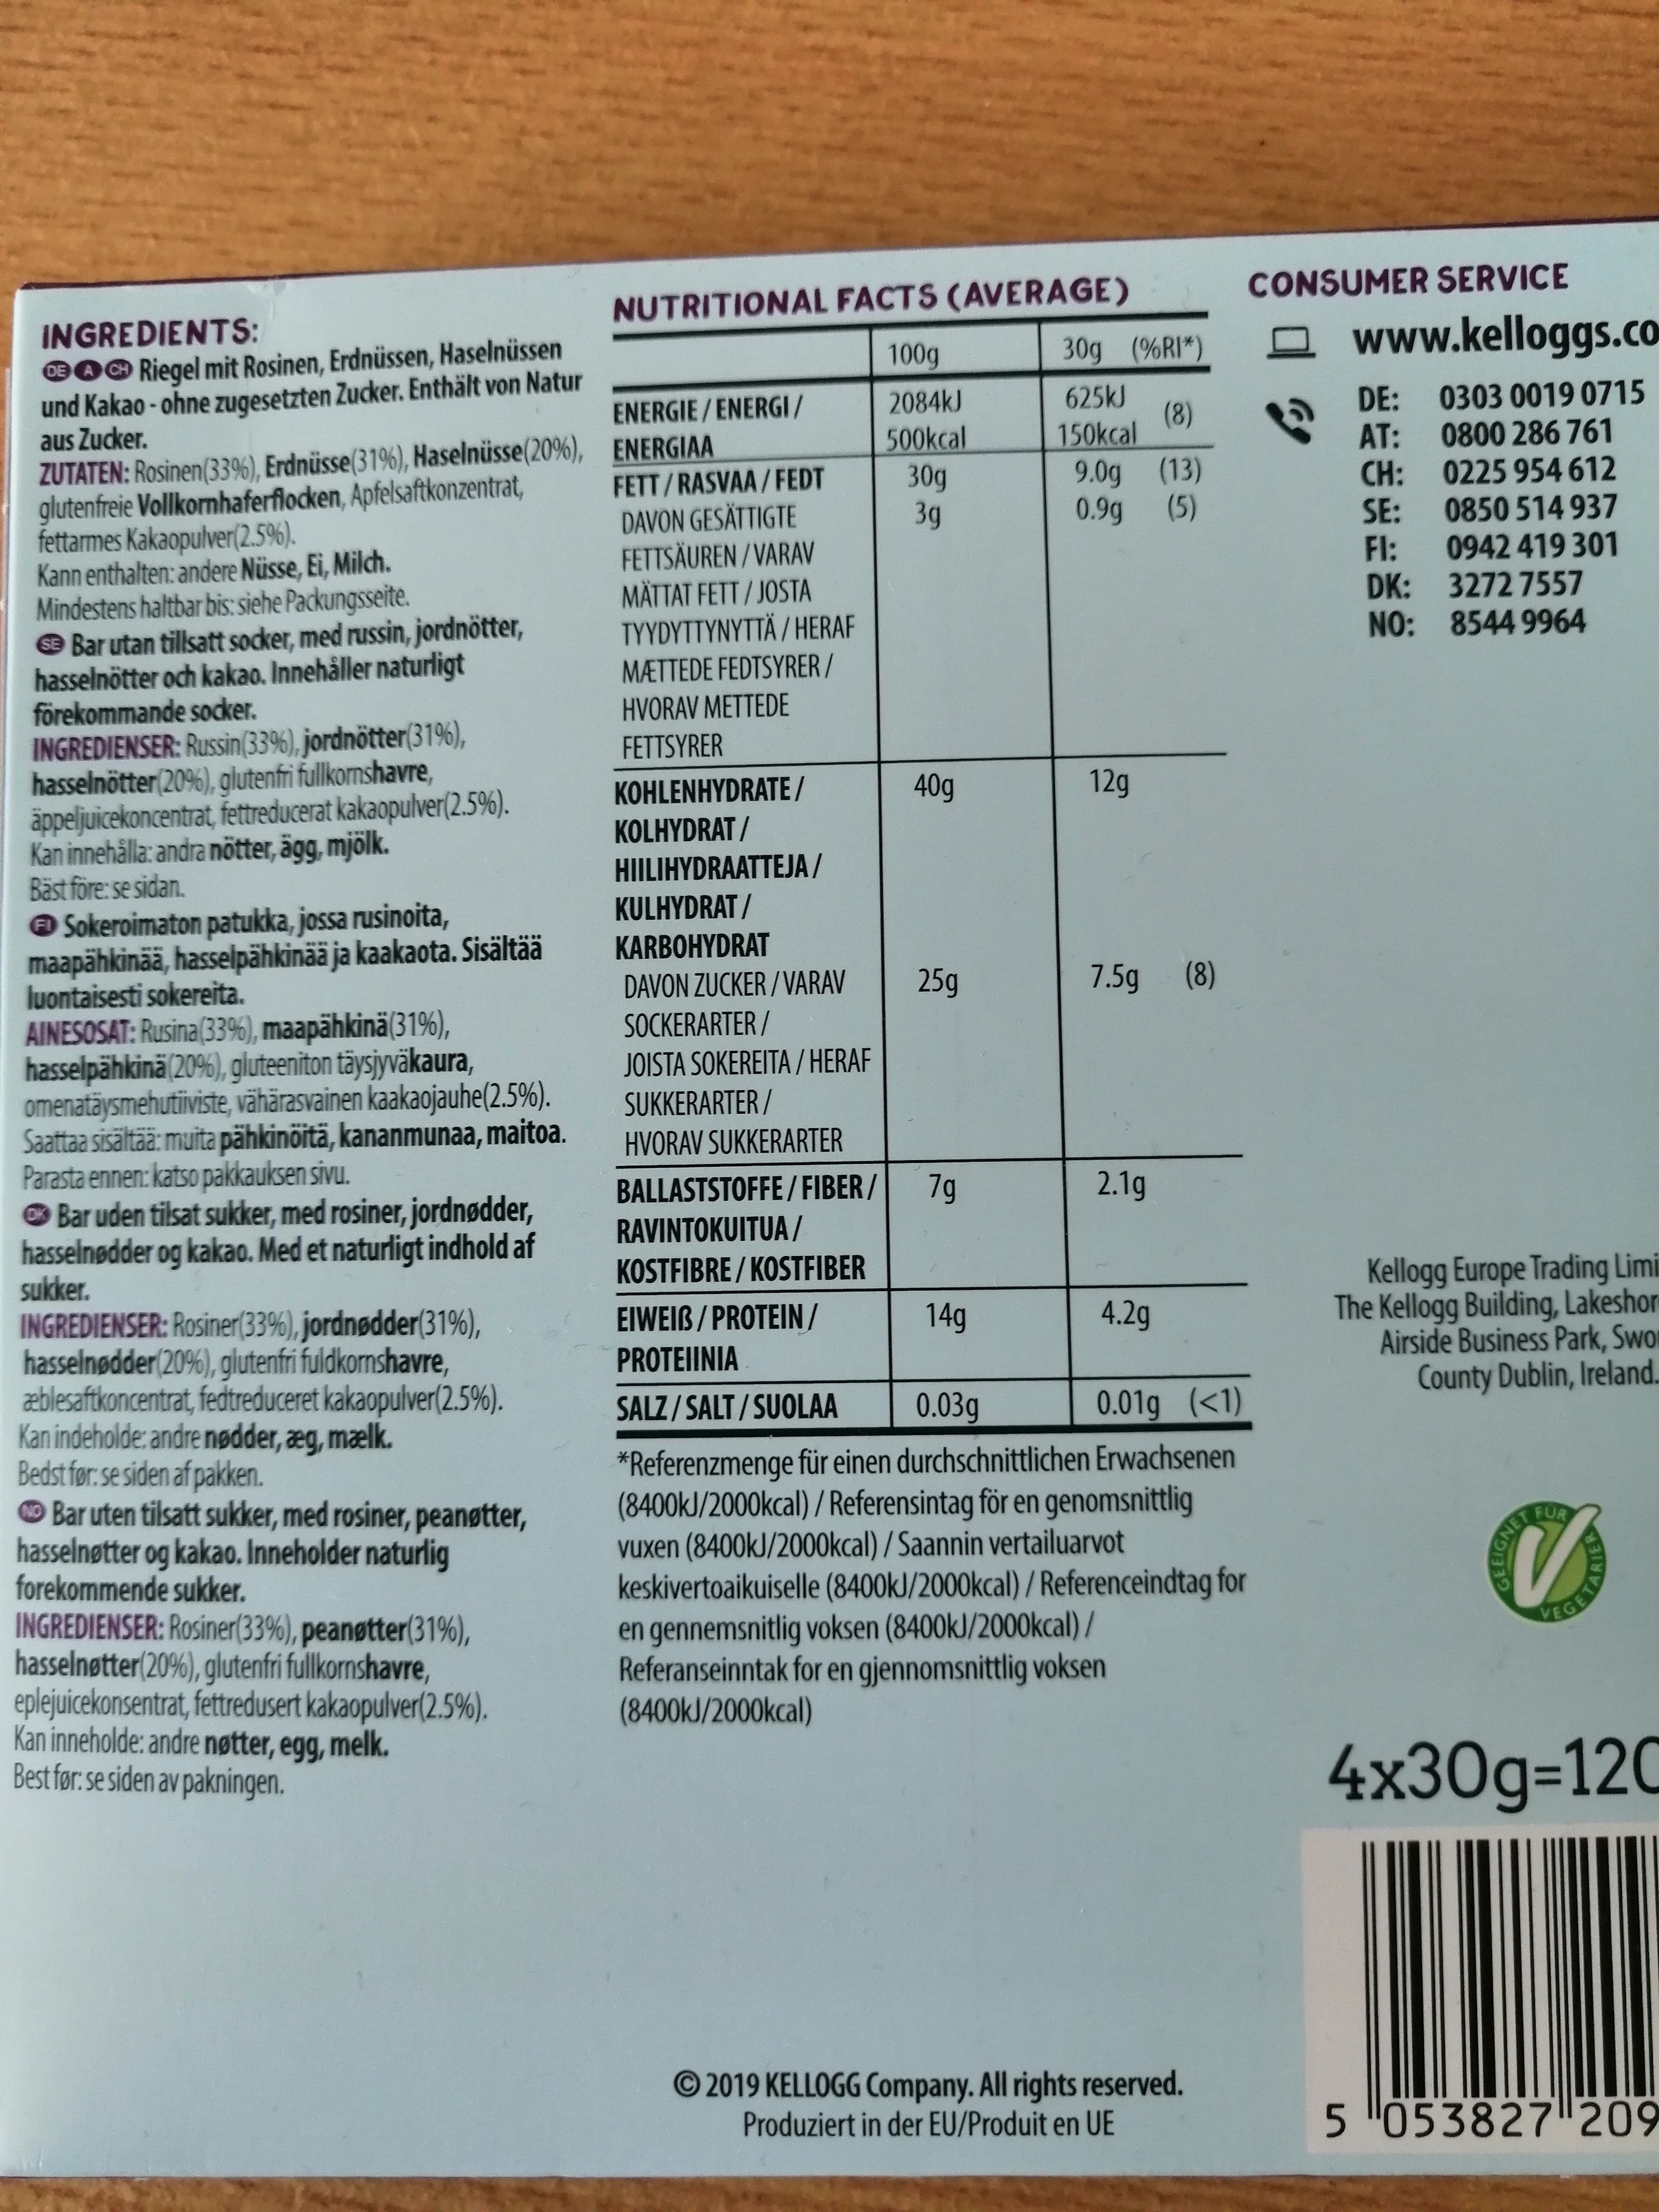 INGREDIENTS:
DE A CH Riegel mit Rosinen, Erdnüssen, Haselnüssen
und Kakao - ohne zugesetzten Zucker. Enthält von Natur
aus Zucker.
ZUTATEN: Rosinen(33%), Erdnüsse(31%), Haselnüsse(20%),
glutenfreie Vollkornhaferflocken, Apfelsaftkonzentrat,
fettarmes Kakaopulver(2.5%).
Kann enthalten: andere Nüsse, Ei, Milch.
Mindestens haltbar bis: siehe Packungsseite.
SE Bar utan tillsatt socker, med russin, jordnötter,
hasselnötter och kakao. Innehåller naturligt
förekommande socker.
INGREDIENSER: Russin(33%), jordnötter(31%),
hasselnötter(20%), glutenfri fullkornshavre,
äppeljuicekoncentrat, fettreducerat kakaopulver(2.5%).
Kan innehålla: andra nötter, ägg, mjölk.
Bäst före: se sidan.
FI Sokeroimaton patukka, jossa rusinoita,
maapähkinää, hasselpähkinää ja kaakaota. Sisältää
luontaisesti sokereita.
AINESOSAT: Rusina(33%), maapähkinä(31%),
hasselpähkinä(20%), gluteeniton täysjyväkaura,
omenatäysmehutiiviste, vähärasvainen kaakaojauhe(2.5%).
Saattaa sisältää: muita pähkinöitä, kananmunaa, maitoa.
Parasta ennen: katso pakkauksen sivu.
DK Bar uden tilsat sukker, med rosiner, jordnødder,
hasselnødder og kakao. Med et naturligt indhold af
sukker.
INGREDIENSER: Rosiner(33%), jordnødder(31%),
hasselnødder(20%), glutenfri fuldkornshavre,
æblesaftkoncentrat, fedtreduceret kakaopulver(2.5%).
Kan indeholde: andre nødder, æg, mælk.
Bedst før: se siden af pakken.
NO Bar uten tilsatt sukker, med rosiner, peanøtter,
hasselnøtter og kakao. Inneholder naturlig
forekommende sukker.
INGREDIENSER: Rosiner(33%), peanøtter(31%),
hasselnøtter(20%), glutenfri fullkornshavre,
eplejuicekonsentrat, fettredusert kakaopulver(2.5%).
Kan inneholde: andre nøtter, egg, melk.
Best før: se siden av pakningen.
NUTRITIONAL FACTS (AVERAGE)
100g 30g (%RI*)
ENERGIE / ENERGI / 2084kJ 625kJ (8)
ENERGIAA 500kcal 150kcal
FETT / RASVAA / FEDT 30g 9.0g (13)
DAVON GESÄTTIGTE 3g 0.9g (5)
FETTSÄUREN / VARAV
MÄTTAT FETT / JOSTA
TYYDYTTYNYTTÄ / HERAF
MÆTTEDE FEDTSYRER /
HVORAV METTEDE
FETTSYRER
KOHLENHYDRATE / 40g 12g
KOLHYDRAT /
HIILIHYDRAATTEJA /
KULHYDRAT /
KARBOHYDRAT
DAVON ZUCKER / VARAV 25g 7.5g (8)
SOCKERARTER /
JOISTA SOKEREITA / HERAF
SUKKERARTER /
HVORAV SUKKERARTER
BALLASTSTOFFE / FIBER / 7g 2.1g
RAVINTOKUITUA /
KOSTFIBRE / KOSTFIBER
EIWEIß / PROTEIN / 14g 4.2g
PROTEIINIA
SALZ / SALT / SUOLAA 0.03g 0.01g (<1)
*Referenzmenge für einen durchschnittlichen Erwachsenen
(8400kJ/2000kcal) / Referensintag för en genomsnittlig
vuxen (8400kJ/2000kcal) / Saannin vertailuarvot
keskivertoaikuiselle (8400kJ/2000kcal) / Referenceindtag for
en gennemsnitlig voksen (8400kJ/2000kcal) /
Referanseinntak for en gjennomsnittlig voksen
(8400kJ/2000kcal)
© 2019 KELLOGG Company. All rights reserved.
Produziert in der EU/Produit en UE
CONSUMER SERVICE
www.kelloggs.co
DE: 0303 0019 0715
AT: 0800 286 761
CH: 0225 954 612
SE: 0850 514 937
FI: 0942 419 301
DK: 3272 7557
NO: 8544 9964
Kellogg Europe Trading Limi
The Kellogg Building, Lakeshor
Airside Business Park, Swo
County Dublin, Ireland.
GEEIGNET FÜR
VEGETARIER
4x30g=120
5 053827 209